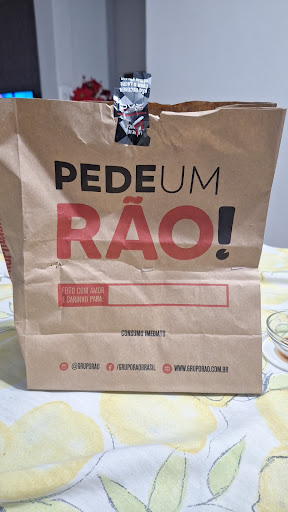 PEDEUM
RÃO!
FEITO COM AMOR
E CARINHO PARA:
CONSUMO IMEDIATO
@GRUPORAO /GRUPORAOBRASIL WWW.GRUPORAO.COM.BR